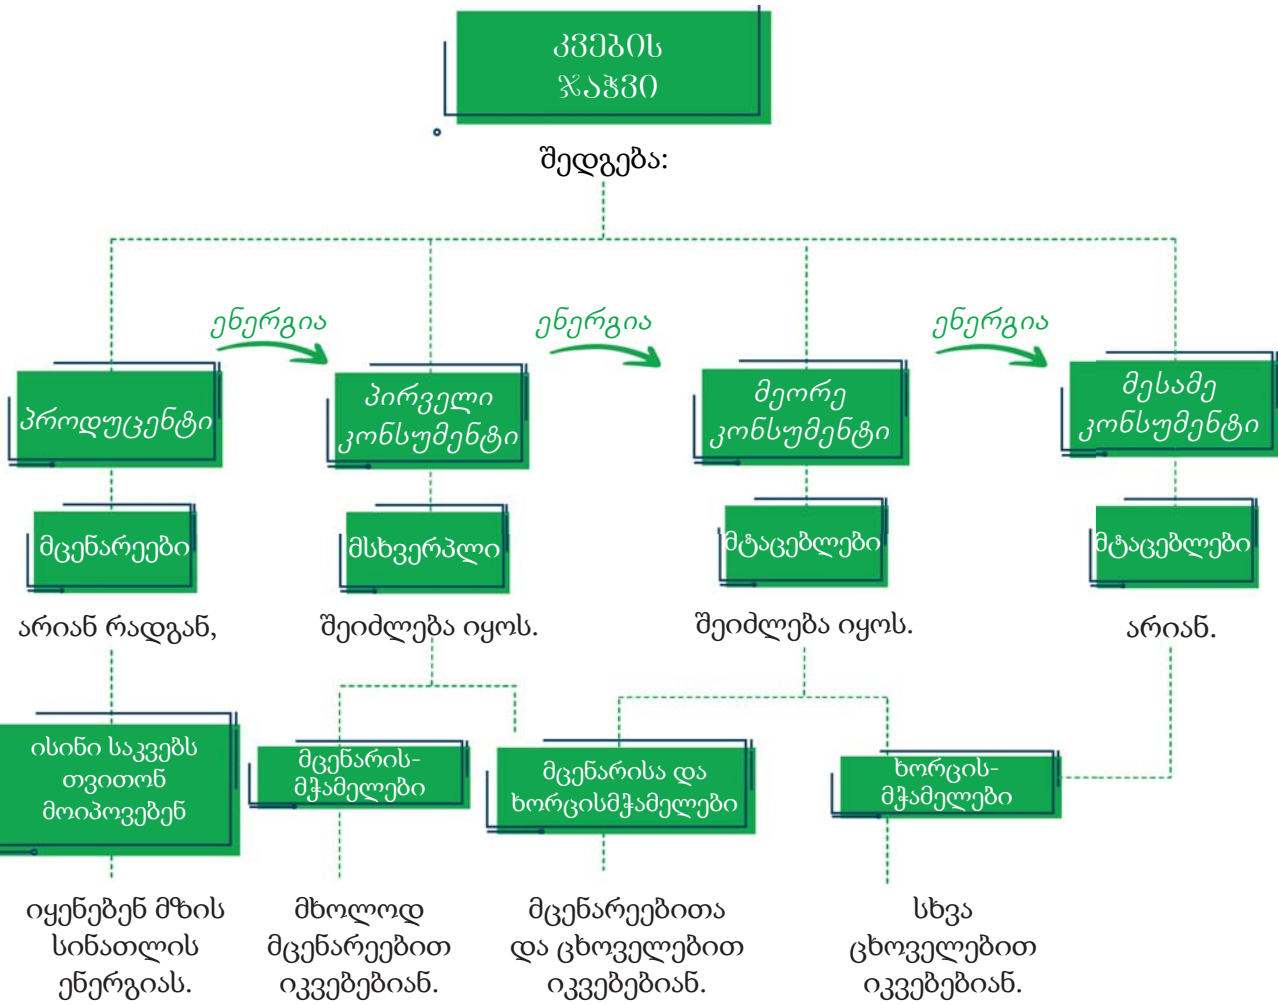 კვების
ჯაჭვი
შედგება:
ენერგია
ენერგია
ენერგია
პროდუცენტი
პირველი
კონსუმენტი
მეორე
კონსუმენტი
მესამე
კონსუმენტი
მცენარეები
მსხვერპლი
მტაცებლები
მტაცებლები
არიან რადგან,
შეიძლება იყოს.
შეიძლება იყოს.
არიან.
ისინი საკვებს
თვითონ
მოიპოვებენ
მცენარის-
მჭამელები
მცენარისა და
ხორცისმჭამელები
ხორცის-
მჭამელები
იყენებენ მზის
სინათლის
ენერგიას.
მხოლოდ
მცენარეებით
იკვებებიან.
მცენარეებითა
და ცხოველებით
იკვებებიან.
სხვა
ცხოველებით
იკვებებიან.